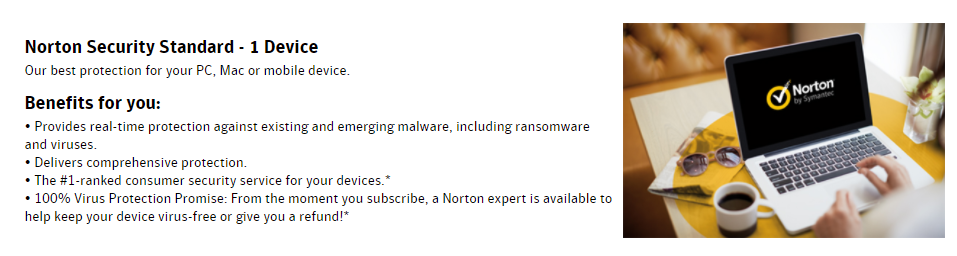 Norton Security Standard - 1 Device
Our best protection for your PC, Mac or mobile device.
Benefits for you:
• Provides real-time protection against existing and emerging malware, including ransomware
and viruses.
• Delivers comprehensive protection.
• The #1-ranked consumer security service for your devices.*
• 100% Virus Protection Promise: From the moment you subscribe, a Norton expert is available to
help keep your device virus-free or give you a refund!*
Norton
by Symantec